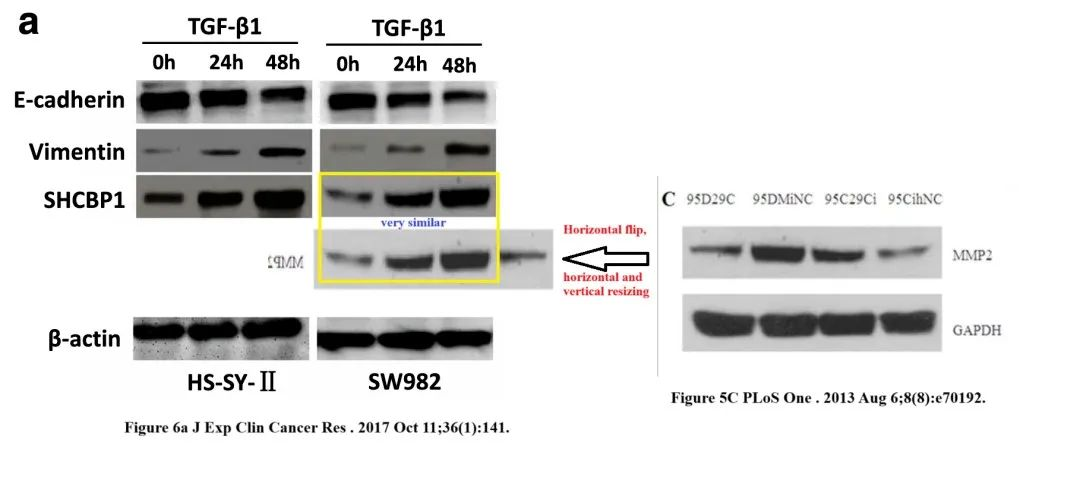 a
TGF-β1 TGF-β1
0h 24h 48h 0h 24h 48h
E-cadherin
Vimentin
SHCBP1
very similar
MMP2
Horizontal flip,
horizontal and
vertical resizing
β-actin
HS-SY-Ⅱ SW982
Figure 6a J Exp Clin Cancer Res . 2017 Oct 11;36(1):141.
C 95D29C 95DMiNC 95C29Ci 95CihNC
MMP2
GAPDH
Figure 5C PLoS One . 2013 Aug 6;8(8):e70192.